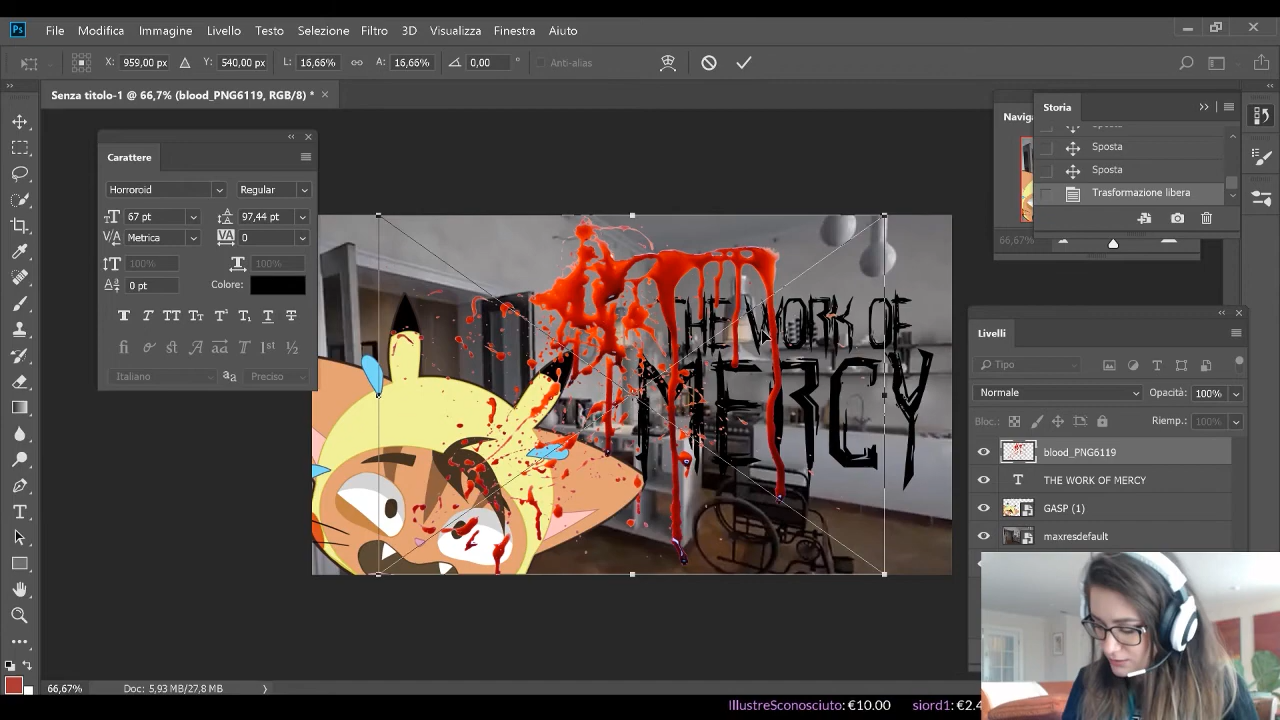 Ps File Modifica Immagine Livello Testo Selezione Filtro 3D Visualizza Finestra Aiuto
X: 959,00 px Y: 540,00 px L: 16,66% A: 16,66% 0,00 ° Anti-alias
Senza titolo-1 @ 66,7% (blood_PNG6119, RGB/8) *
Storia
Sposta
Sposta
Trasformazione libera
Carattere
Horroroid Regular
67 pt 97,44 pt
Metrica 0
100% 100%
0 pt Colore:
Italiano Preciso
THE WORK OF
MERCY
66,67%
Livelli
Tipo
Normale Opacità: 100%
Bloc.: Riemp.: 100%
blood_PNG6119
THE WORK OF MERCY
GASP (1)
maxresdefault
66,67% Doc: 5,93 MB/27,8 MB
IllustreSconosciuto: €10.00 siord1: